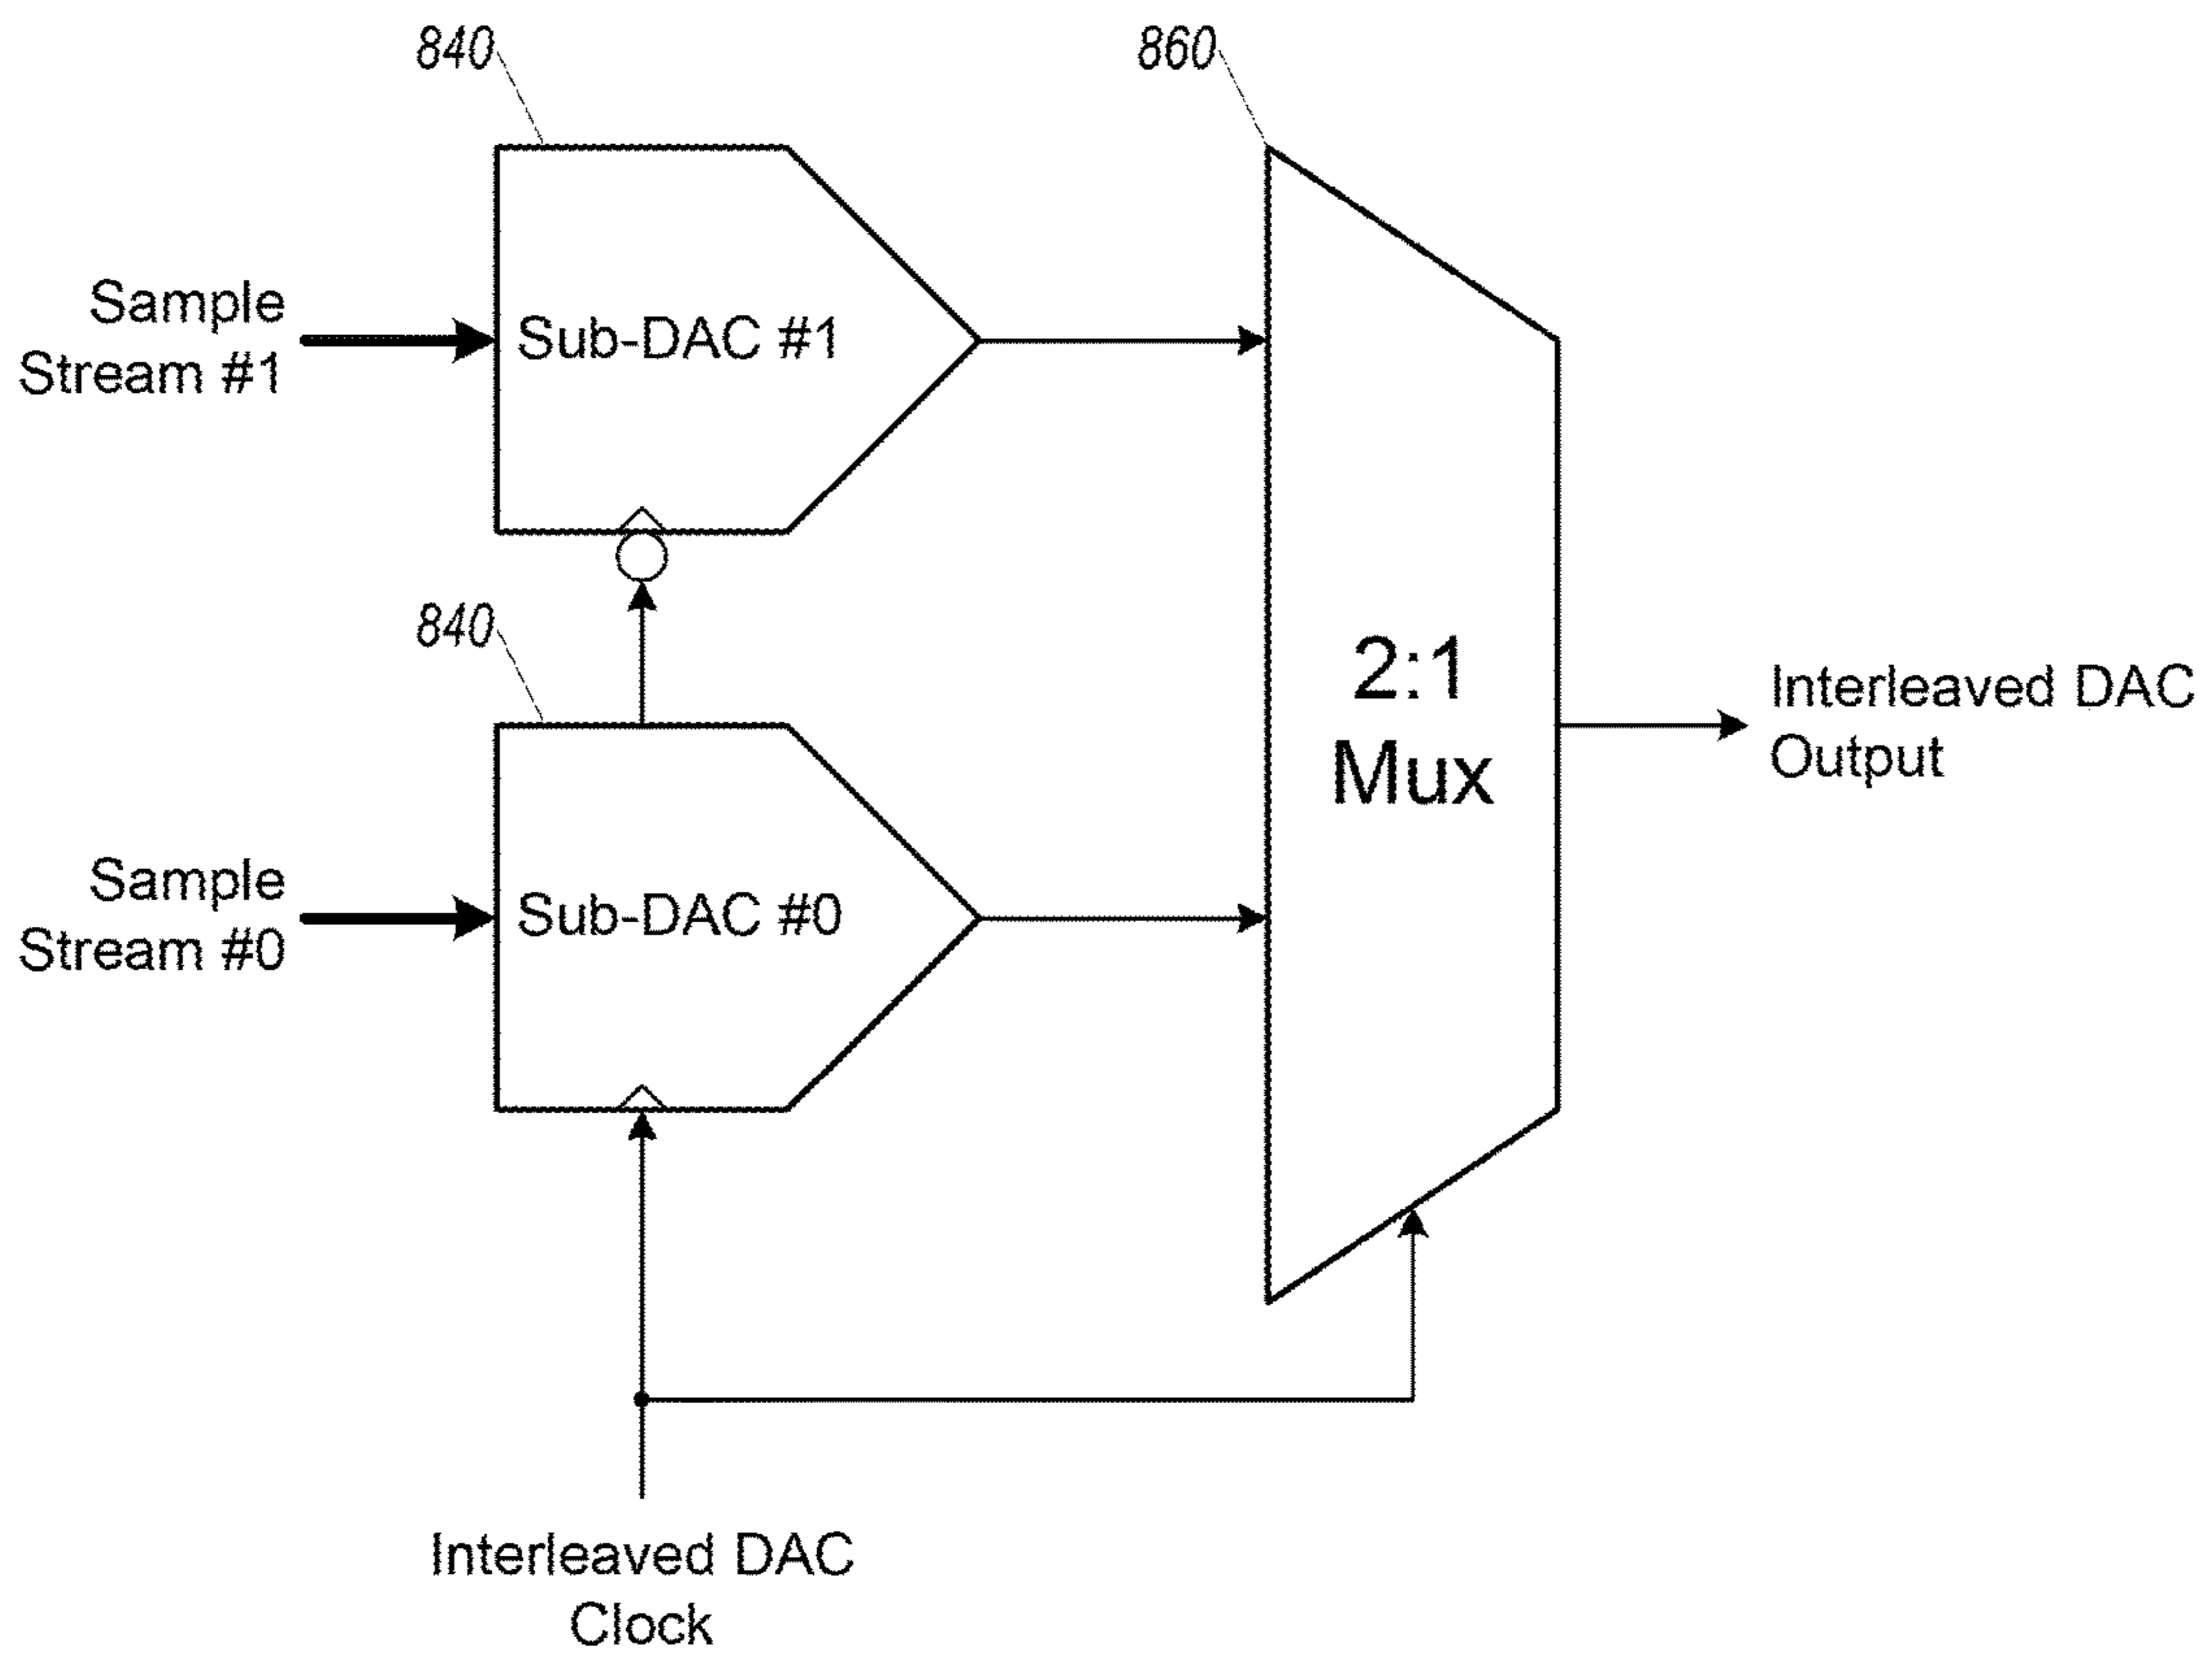 840
860
Sample
Stream #1
Sub-DAC #1
840
2:1
Mux
Interleaved DAC
Output
Sample
Stream #0
Sub-DAC #0
Interleaved DAC
Clock